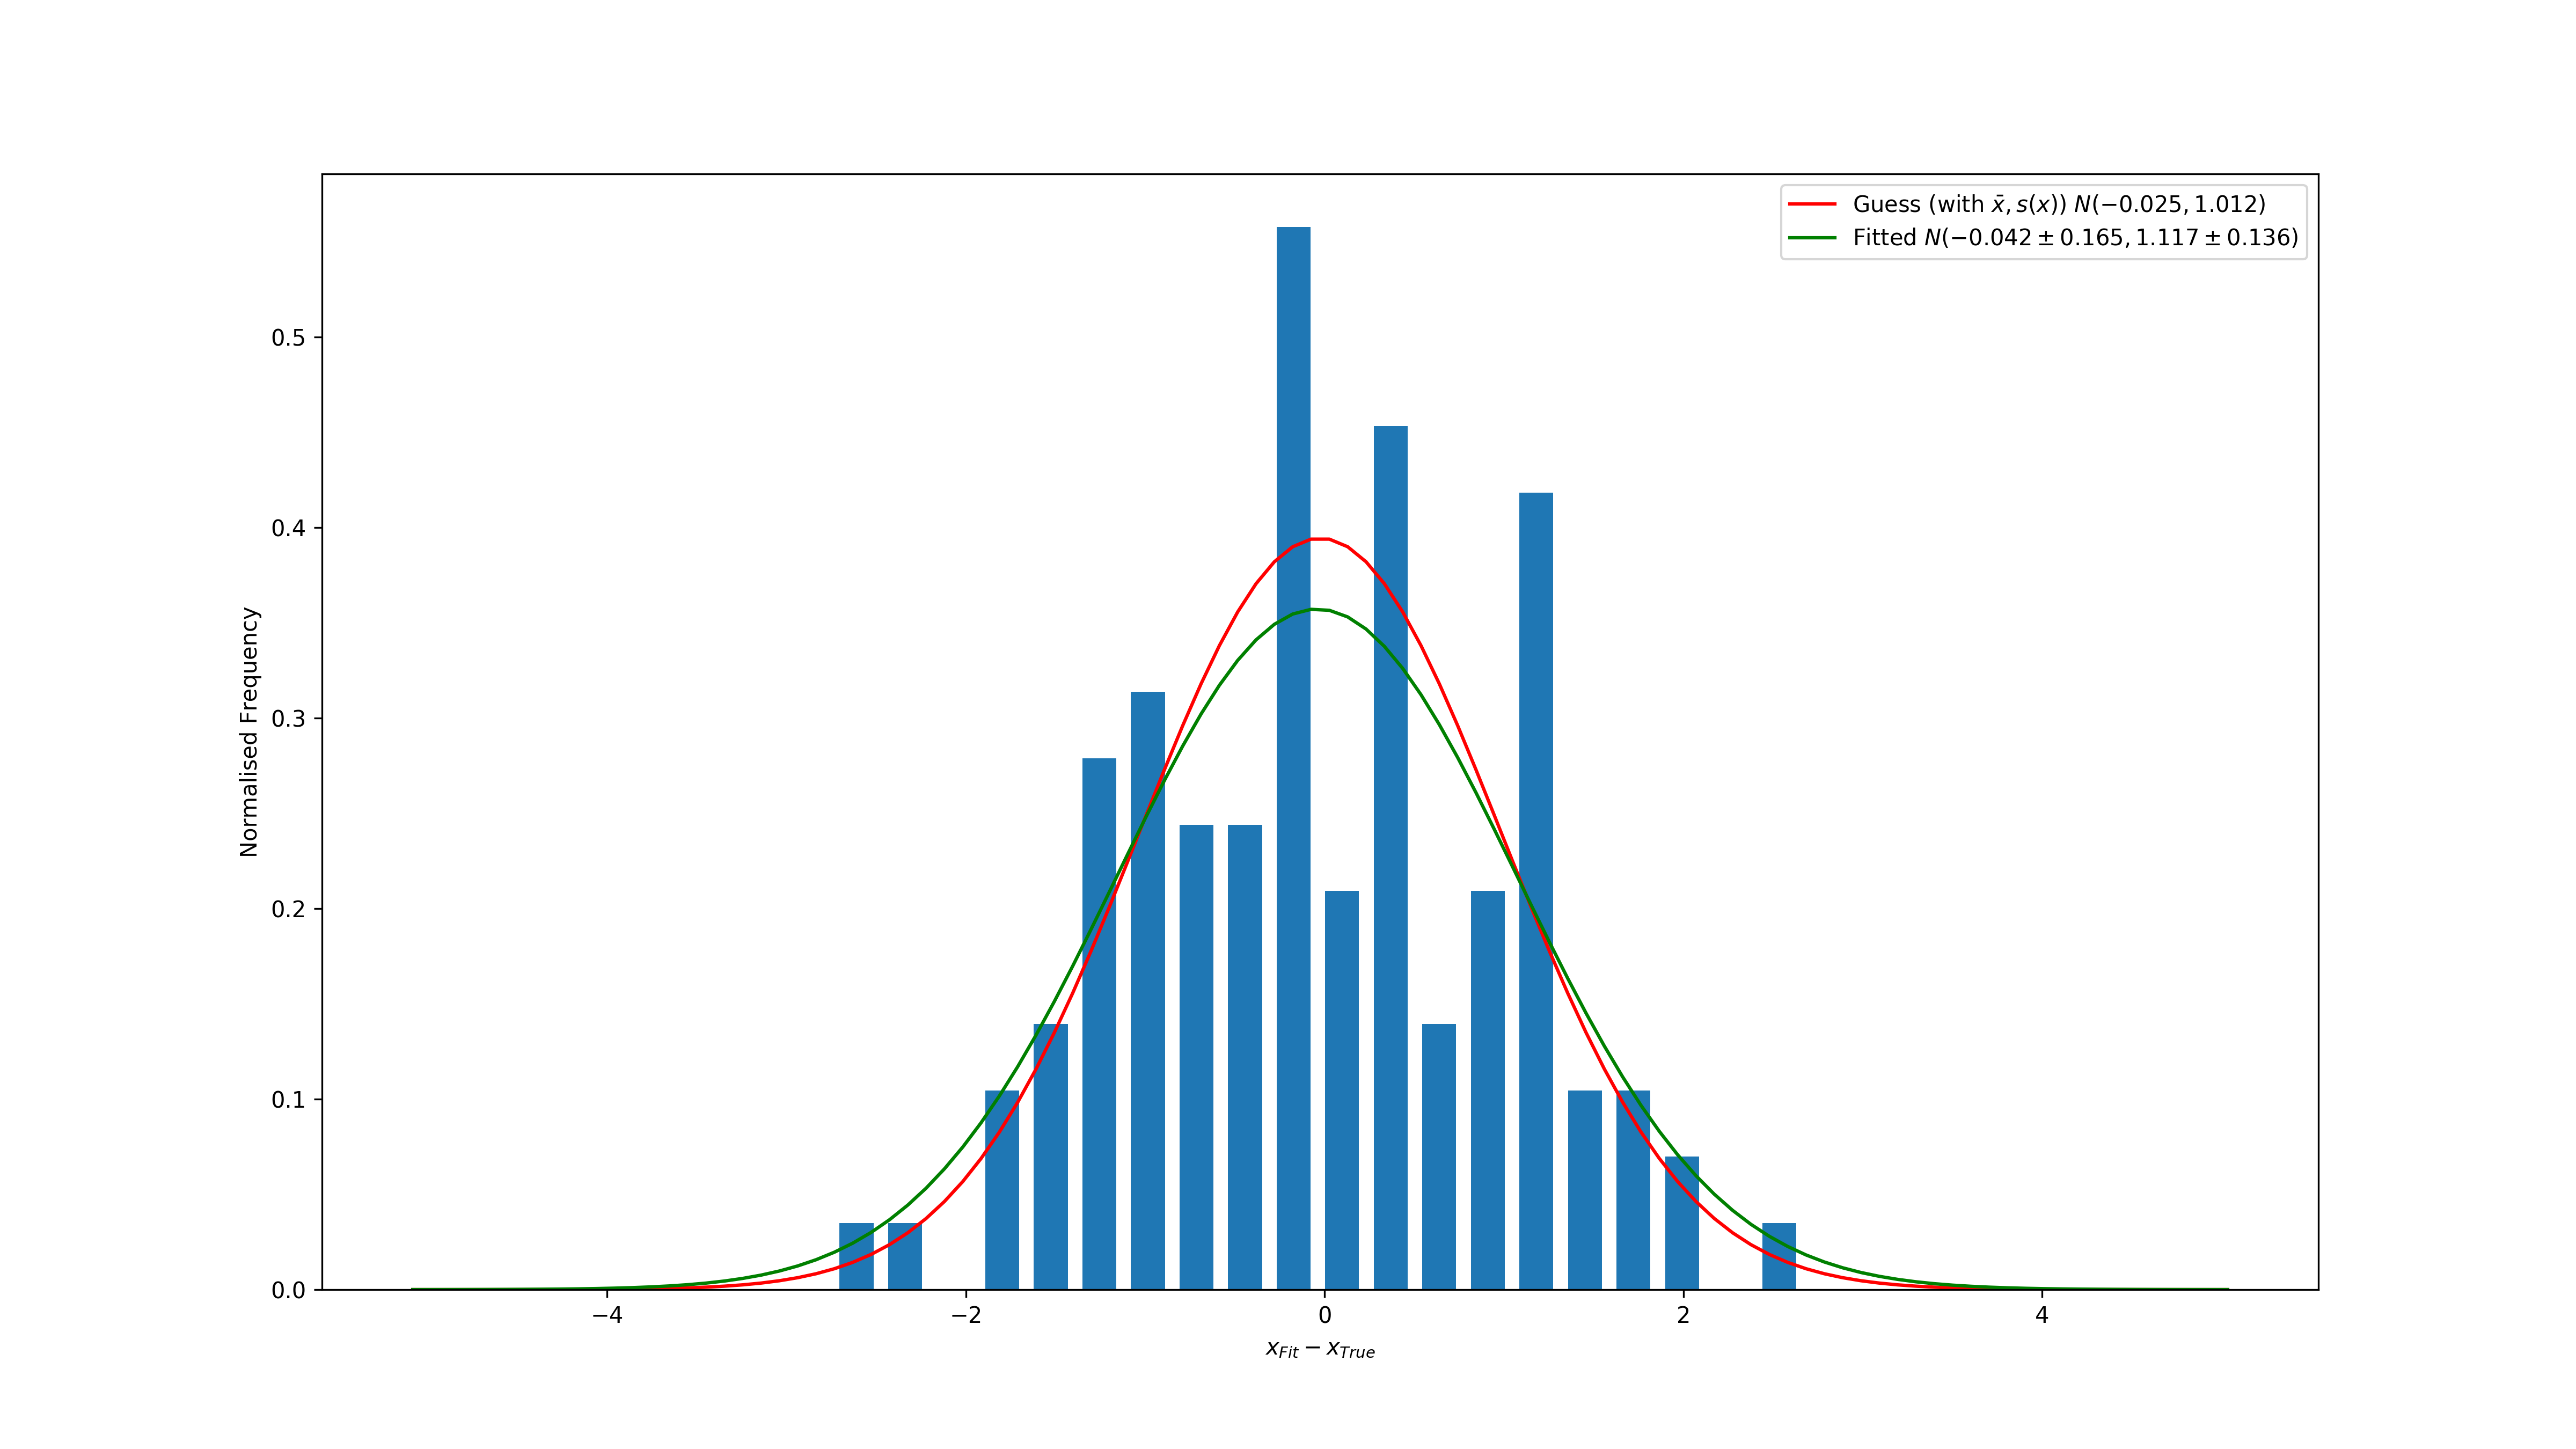 Guess (with x̄, s(x)) N(−0.025, 1.012)
Fitted N(−0.042 ± 0.165, 1.117 ± 0.136)
Normalised Frequency
0.5
0.4
0.3
0.2
0.1
0.0
−4 −2 0 2 4
x_Fit − x_True